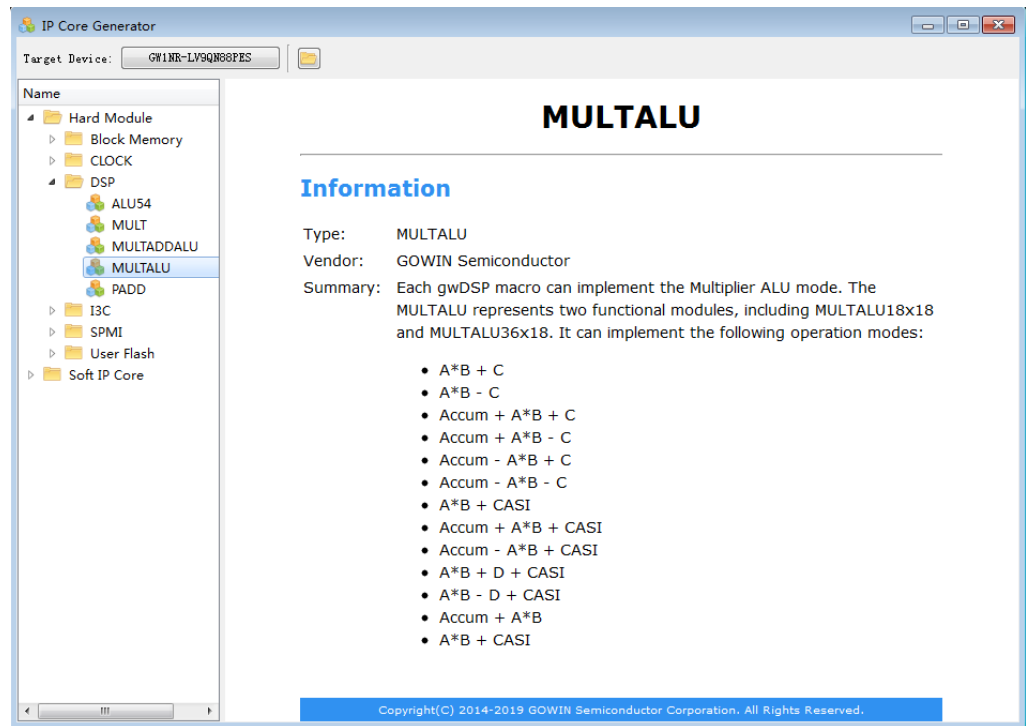 IP Core Generator
Target Device: GW1NR-LV9QN88PES
Name
Hard Module
Block Memory
CLOCK
DSP
ALU54
MULT
MULTADDALU
MULTALU
PADD
I3C
SPMI
User Flash
Soft IP Core
MULTALU
Information
Type: MULTALU
Vendor: GOWIN Semiconductor
Summary: Each gwDSP macro can implement the Multiplier ALU mode. The
MULTALU represents two functional modules, including MULTALU18x18
and MULTALU36x18. It can implement the following operation modes:
• A*B + C
• A*B - C
• Accum + A*B + C
• Accum + A*B - C
• Accum - A*B + C
• Accum - A*B - C
• A*B + CASI
• Accum + A*B + CASI
• Accum - A*B + CASI
• A*B + D + CASI
• A*B - D + CASI
• Accum + A*B
• A*B + CASI
Copyright(C) 2014-2019 GOWIN Semiconductor Corporation. All Rights Reserved.